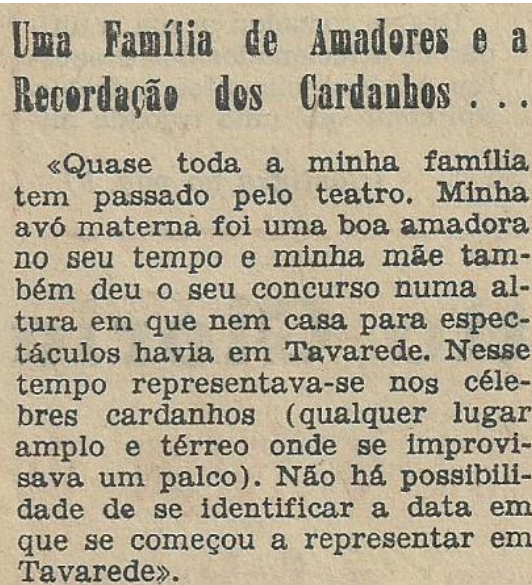 Uma Família de Amadores e a
Recordação dos Cardanhos . . .
«Quase toda a minha família
tem passado pelo teatro. Minha
avó materna foi uma boa amadora
no seu tempo e minha mãe tam-
bém deu o seu concurso numa al-
tura em que nem casa para espec-
táculos havia em Tavarede. Nesse
tempo representava-se nos céle-
bres cardanhos (qualquer lugar
amplo e térreo onde se improvi-
sava um palco). Não há possibili-
dade de se identificar a data em
que se começou a representar em
Tavarede».